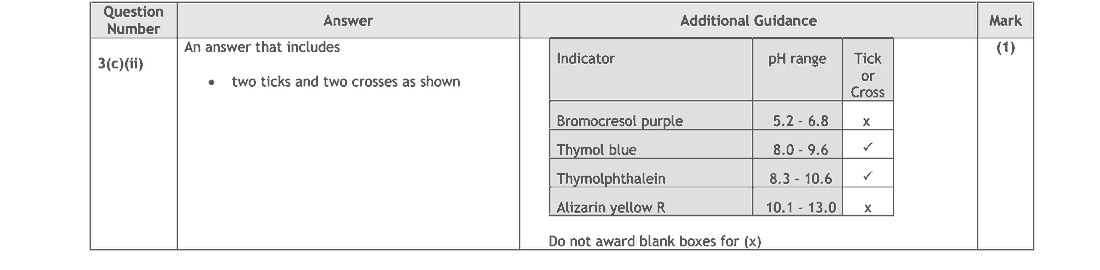 Question Number Answer Additional Guidance Mark
3(c)(ii) An answer that includes (1)
• two ticks and two crosses as shown
Indicator pH range Tick or Cross
Bromocresol purple 5.2 - 6.8 x
Thymol blue 8.0 - 9.6 ✓
Thymolphthalein 8.3 - 10.6 ✓
Alizarin yellow R 10.1 - 13.0 x
Do not award blank boxes for (x)